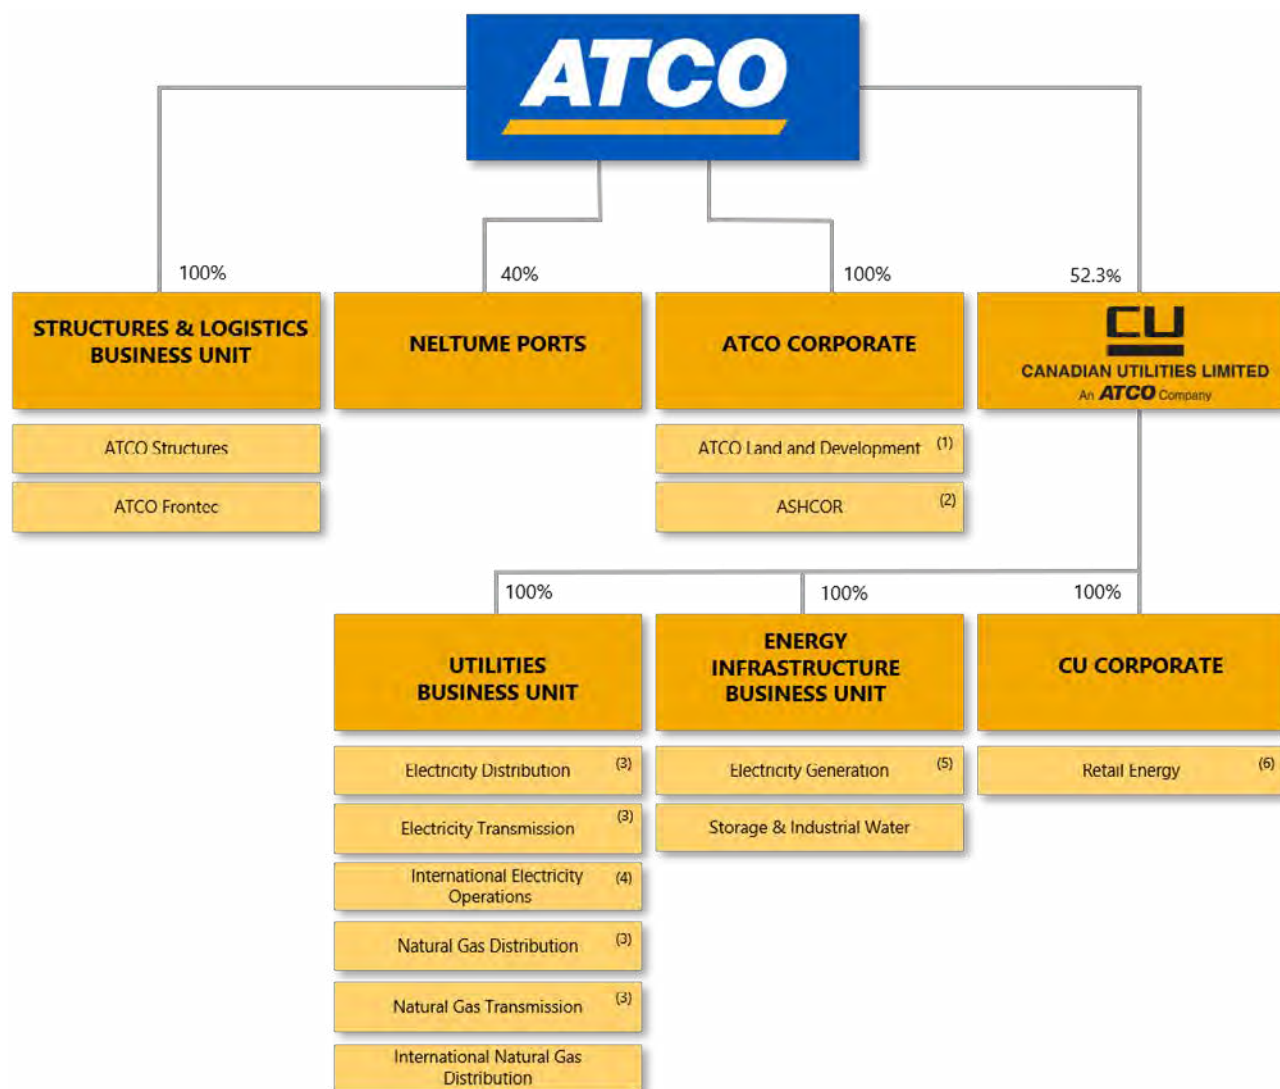 ATCO
100%
40%
100%
52.3%
STRUCTURES & LOGISTICS
BUSINESS UNIT
NELTUME PORTS
ATCO CORPORATE
CU
CANADIAN UTILITIES LIMITED
An ATCO Company
ATCO Structures
ATCO Frontec
ATCO Land and Development (1)
ASHCOR (2)
100%
100%
100%
UTILITIES
BUSINESS UNIT
ENERGY
INFRASTRUCTURE
BUSINESS UNIT
CU CORPORATE
Electricity Distribution (3)
Electricity Transmission (3)
International Electricity (4)
Operations
Natural Gas Distribution (3)
Natural Gas Transmission (3)
International Natural Gas
Distribution
Electricity Generation (5)
Storage & Industrial Water
Retail Energy (6)